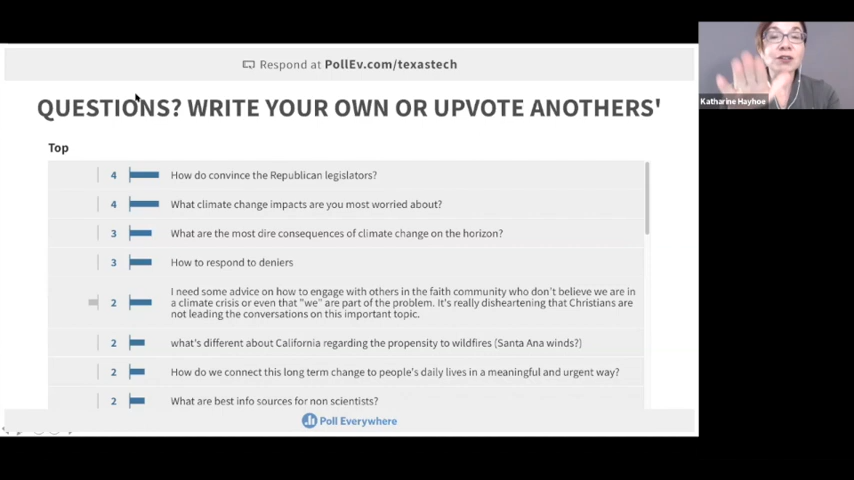 Respond at PollEv.com/texastech
Katharine Hayhoe
QUESTIONS? WRITE YOUR OWN OR UPVOTE ANOTHERS'
Top
4 How do convince the Republican legislators?
4 What climate change impacts are you most worried about?
3 What are the most dire consequences of climate change on the horizon?
3 How to respond to deniers
I need some advice on how to engage with others in the faith community who don't believe we are in
2 a climate crisis or even that "we" are part of the problem. It's really disheartening that Christians are
not leading the conversations on this important topic.
2 what's different about California regarding the propensity to wildfires (Santa Ana winds?)
2 How do we connect this long term change to people's daily lives in a meaningful and urgent way?
2 What are best info sources for non scientists?
Poll Everywhere